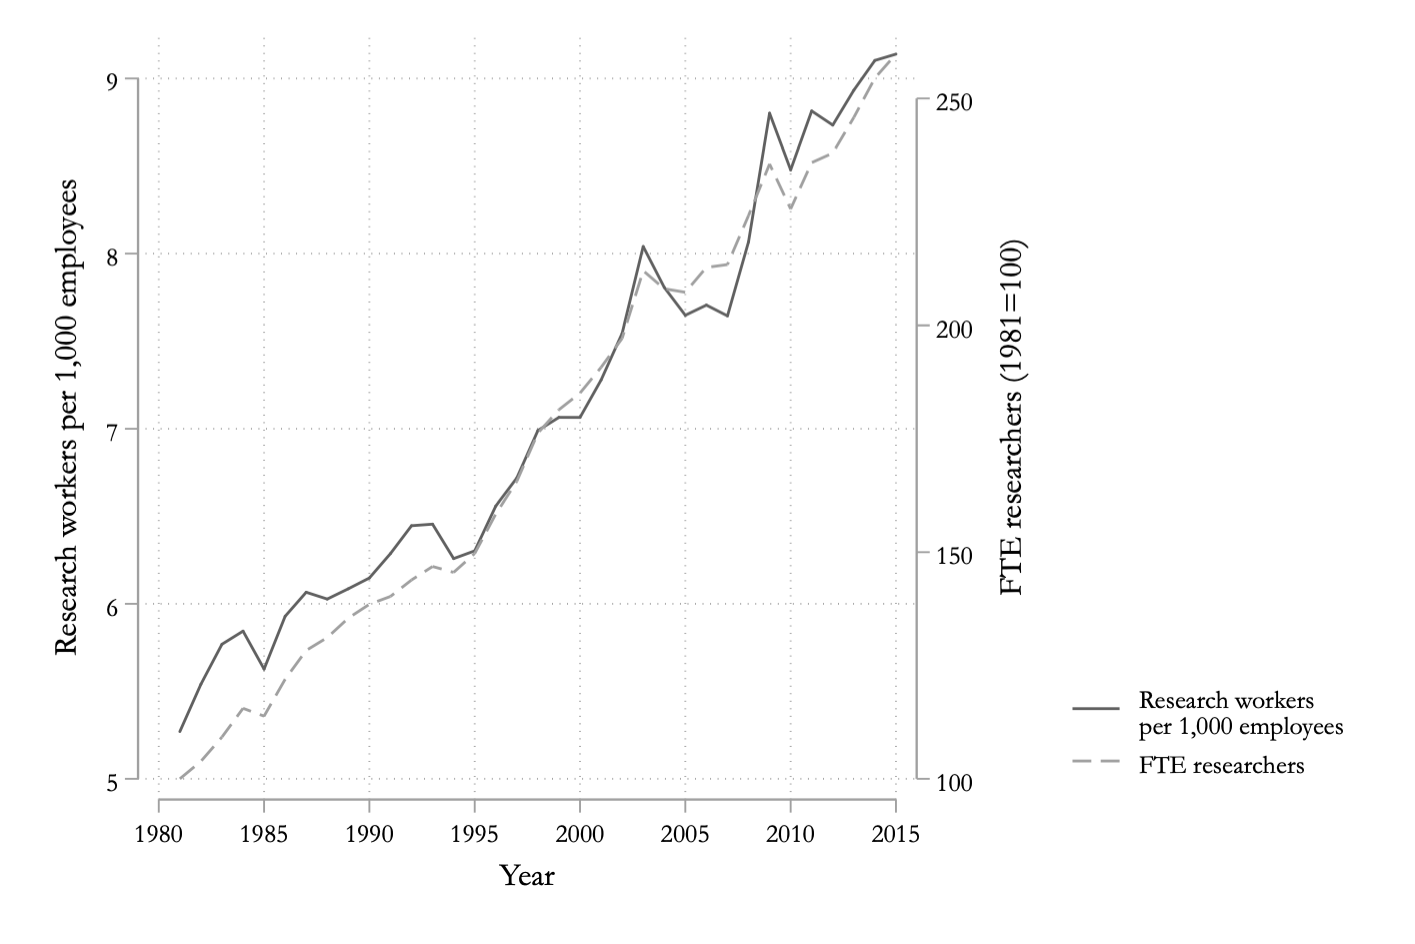 9
8
7
6
5
Research workers per 1,000 employees
250
200
150
100
FTE researchers (1981=100)
1980 1985 1990 1995 2000 2005 2010 2015
Year
Research workers
per 1,000 employees
FTE researchers